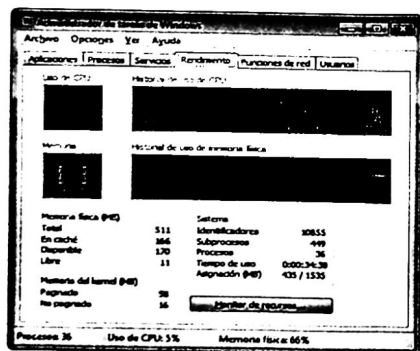 Administrador de tareas de Windows
Archivo Opciones Ver Ayuda
Aplicaciones Procesos Servicios Rendimiento Funciones de red Usuarios
Uso de CPU Historial de uso de CPU
Memoria Historial de uso de memoria física
Memoria física (MB) Sistema
Total 511 Identificadores 10855
En caché 166 Subprocesos 449
Disponible 170 Procesos 36
Libre 11 Tiempo de uso 0:00:34:38
Asignación (MB) 435 / 1535
Memoria del kernel (MB)
Paginado 98
No paginado 16 Monitor de recursos...
Procesos: 36 Uso de CPU: 5% Memoria física: 66%